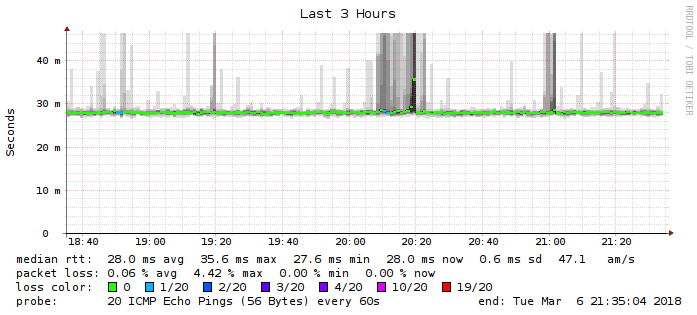 Last 3 Hours
RRDTOOL / TOBI OETIKER
Seconds
40 m
30 m
20 m
10 m
0
18:40 19:00 19:20 19:40 20:00 20:20 20:40 21:00 21:20
median rtt: 28.0 ms avg 35.6 ms max 27.6 ms min 28.0 ms now 0.6 ms sd 47.1 am/s
packet loss: 0.06 % avg 4.42 % max 0.00 % min 0.00 % now
loss color: 0 1/20 2/20 3/20 4/20 10/20 19/20
probe: 20 ICMP Echo Pings (56 Bytes) every 60s end: Tue Mar 6 21:35:04 2018